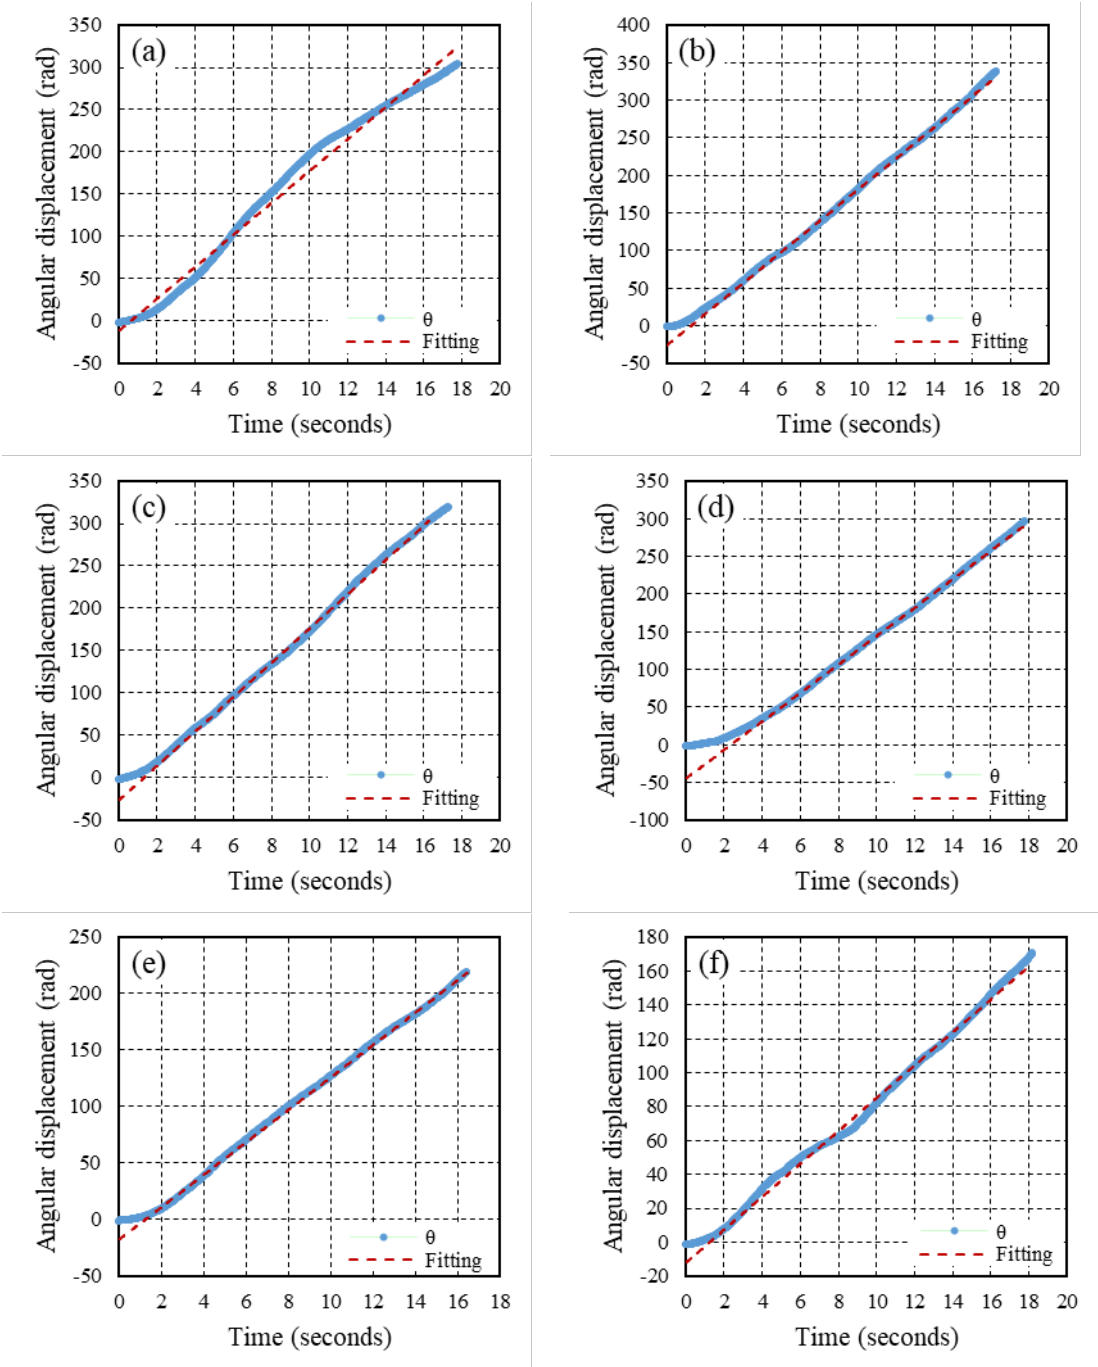 (a)
Angular displacement (rad)
350
300
250
200
150
100
50
0
-50
0 2 4 6 8 10 12 14 16 18 20
Time (seconds)
θ
Fitting
(b)
Angular displacement (rad)
400
350
300
250
200
150
100
50
0
-50
0 2 4 6 8 10 12 14 16 18 20
Time (seconds)
θ
Fitting
(c)
Angular displacement (rad)
350
300
250
200
150
100
50
0
-50
0 2 4 6 8 10 12 14 16 18 20
Time (seconds)
θ
Fitting
(d)
Angular displacement (rad)
350
300
250
200
150
100
50
0
-50
-100
0 2 4 6 8 10 12 14 16 18 20
Time (seconds)
θ
Fitting
(e)
Angular displacement (rad)
250
200
150
100
50
0
-50
0 2 4 6 8 10 12 14 16 18
Time (seconds)
θ
Fitting
(f)
Angular displacement (rad)
180
160
140
120
100
80
60
40
20
0
-20
0 2 4 6 8 10 12 14 16 18 20
Time (seconds)
θ
Fitting